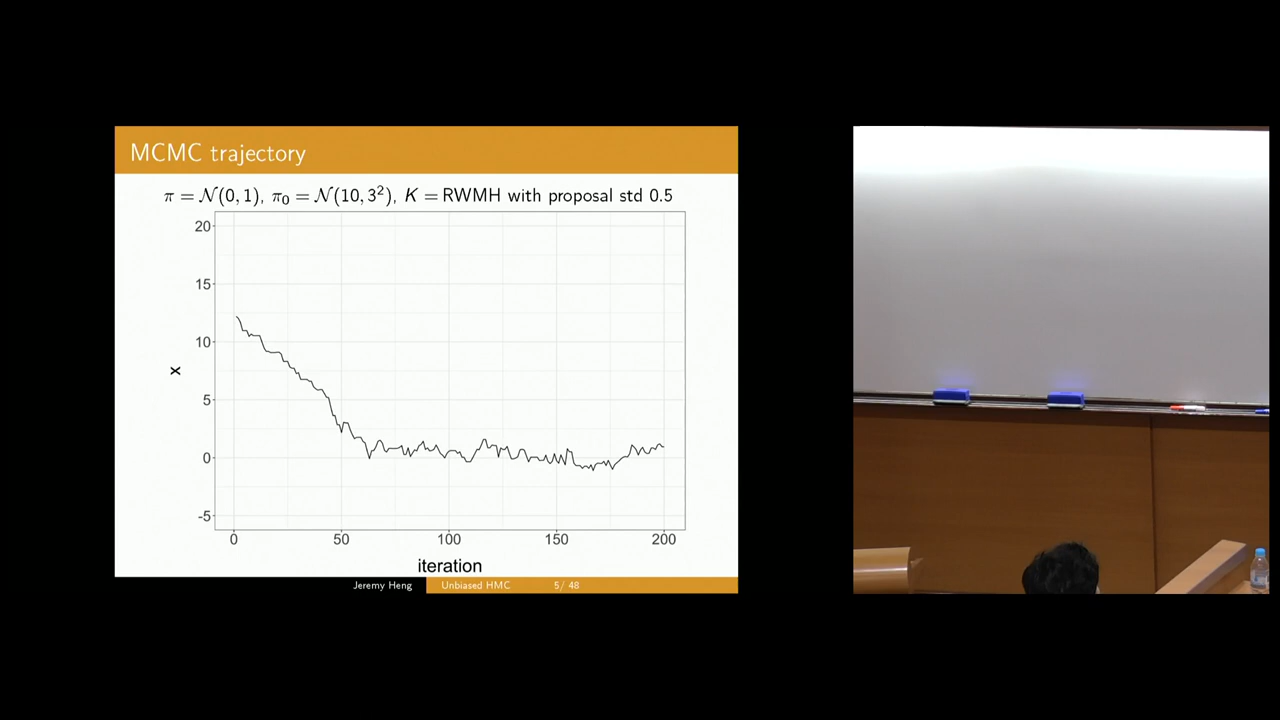 MCMC trajectory
π = 𝒩(0, 1), π₀ = 𝒩(10, 3²), K = RWMH with proposal std 0.5
20
15
10
5
0
-5
x
0 50 100 150 200
iteration
Jeremy Heng Unbiased HMC 5/ 48